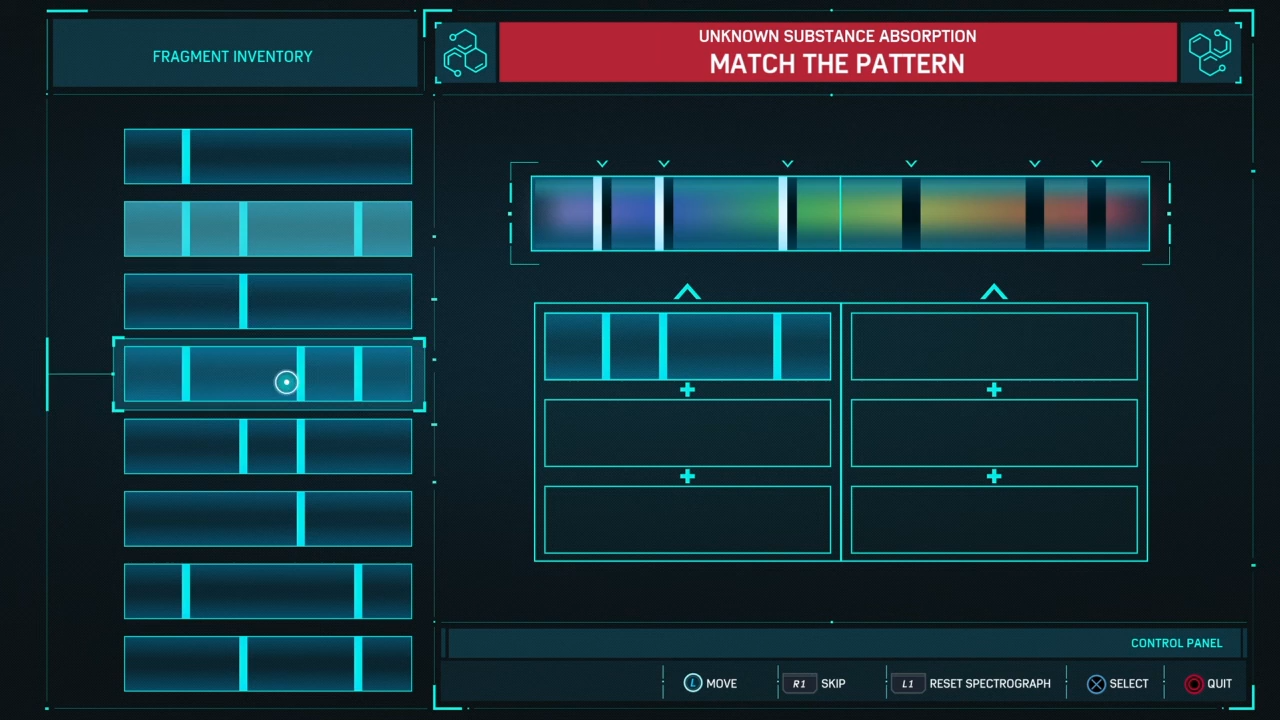 FRAGMENT INVENTORY
UNKNOWN SUBSTANCE ABSORPTION
MATCH THE PATTERN
CONTROL PANEL
L MOVE
R1 SKIP
L1 RESET SPECTROGRAPH
SELECT
QUIT